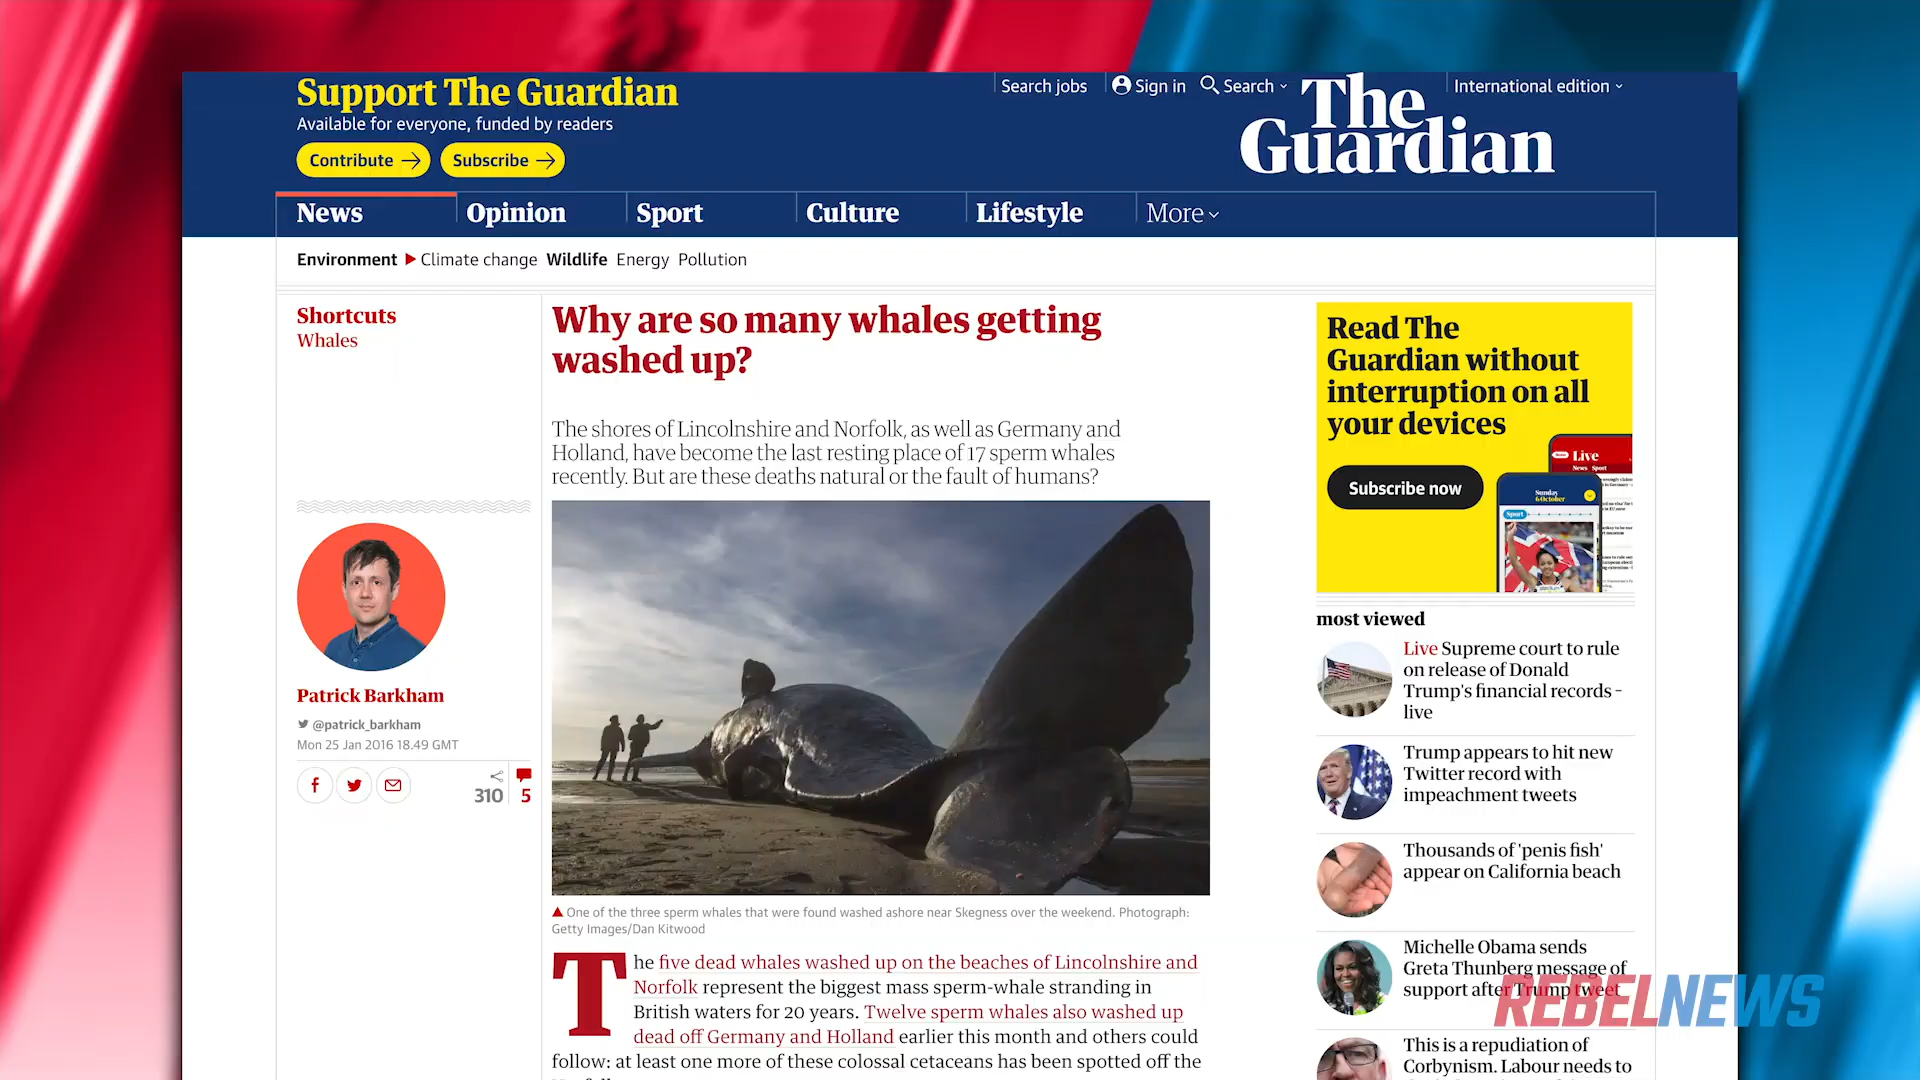 Support The Guardian
Available for everyone, funded by readers
Contribute
Subscribe
Search jobs
Sign in
Search
International edition
The
Guardian
News
Opinion
Sport
Culture
Lifestyle
More
Environment
Climate change
Wildlife
Energy
Pollution
Shortcuts
Whales
Why are so many whales getting
washed up?
The shores of Lincolnshire and Norfolk, as well as Germany and
Holland, have become the last resting place of 17 sperm whales
recently. But are these deaths natural or the fault of humans?
Patrick Barkham
@patrick_barkham
Mon 25 Jan 2016 18.49 GMT
310
5
One of the three sperm whales that were found washed ashore near Skegness over the weekend. Photograph:
Getty Images/Dan Kitwood
The five dead whales washed up on the beaches of Lincolnshire and
Norfolk represent the biggest mass sperm-whale stranding in
British waters for 20 years. Twelve sperm whales also washed up
dead off Germany and Holland earlier this month and others could
follow: at least one more of these colossal cetaceans has been spotted off the
Read The
Guardian without
interruption on all
your devices
Subscribe now
Live
News Sport
Sunday
6 October
Sport
most viewed
Live Supreme court to rule
on release of Donald
Trump's financial records –
live
Trump appears to hit new
Twitter record with
impeachment tweets
Thousands of 'penis fish'
appear on California beach
Michelle Obama sends
Greta Thunberg message of
support after Trump tweet
This is a repudiation of
Corbynism. Labour needs to
REBELNEWS